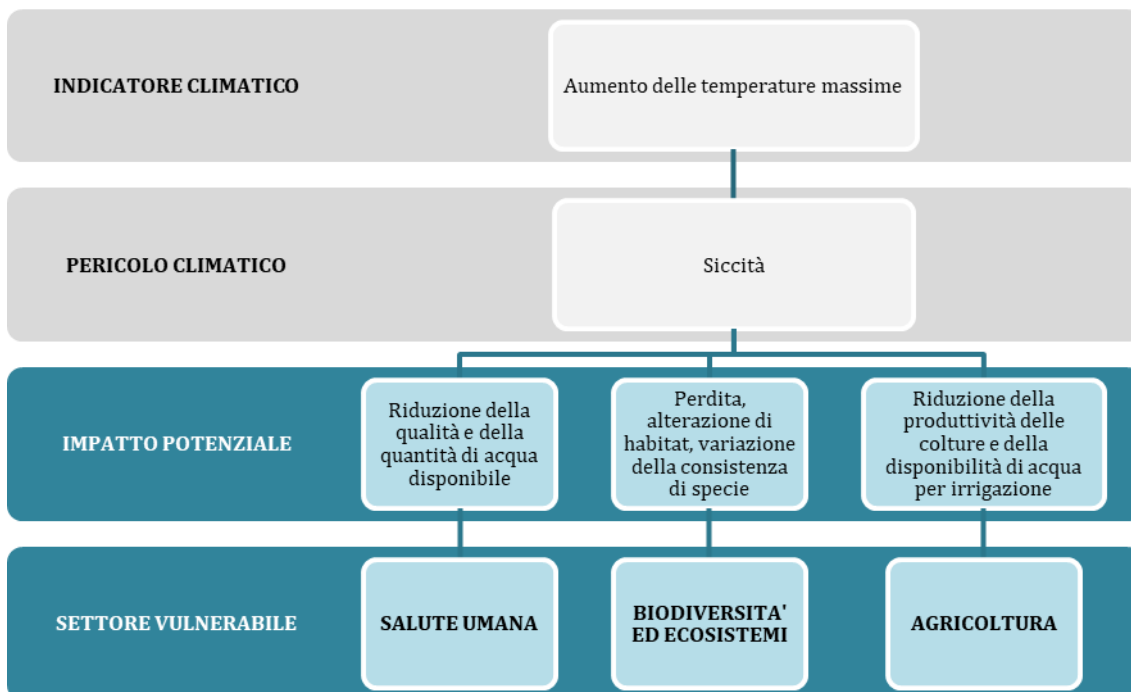 INDICATORE CLIMATICO
Aumento delle temperature massime
PERICOLO CLIMATICO
Siccità
IMPATTO POTENZIALE
Riduzione della
qualità e della
quantità di acqua
disponibile
Perdita,
alterazione di
habitat, variazione
della consistenza
di specie
Riduzione della
produttività delle
colture e della
disponibilità di acqua
per irrigazione
SETTORE VULNERABILE
SALUTE UMANA
BIODIVERSITA'
ED ECOSISTEMI
AGRICOLTURA